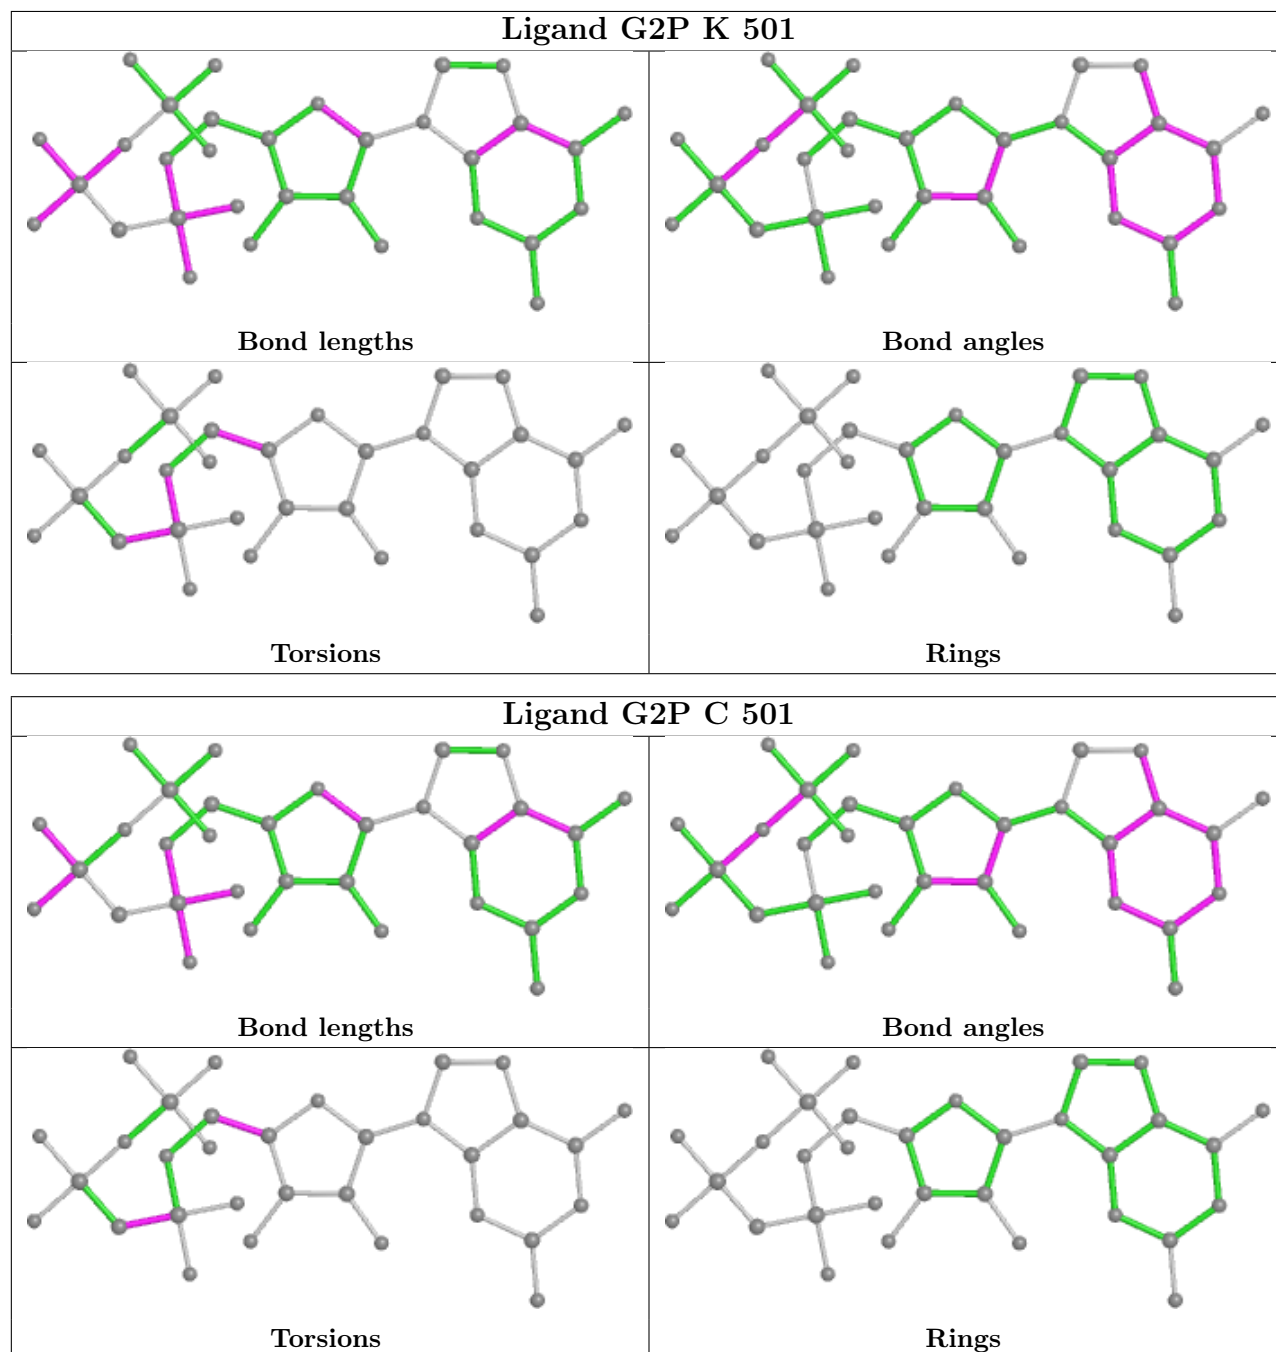 Ligand G2P K 501
Bond lengths
Bond angles
Torsions
Rings
Ligand G2P C 501
Bond lengths
Bond angles
Torsions
Rings